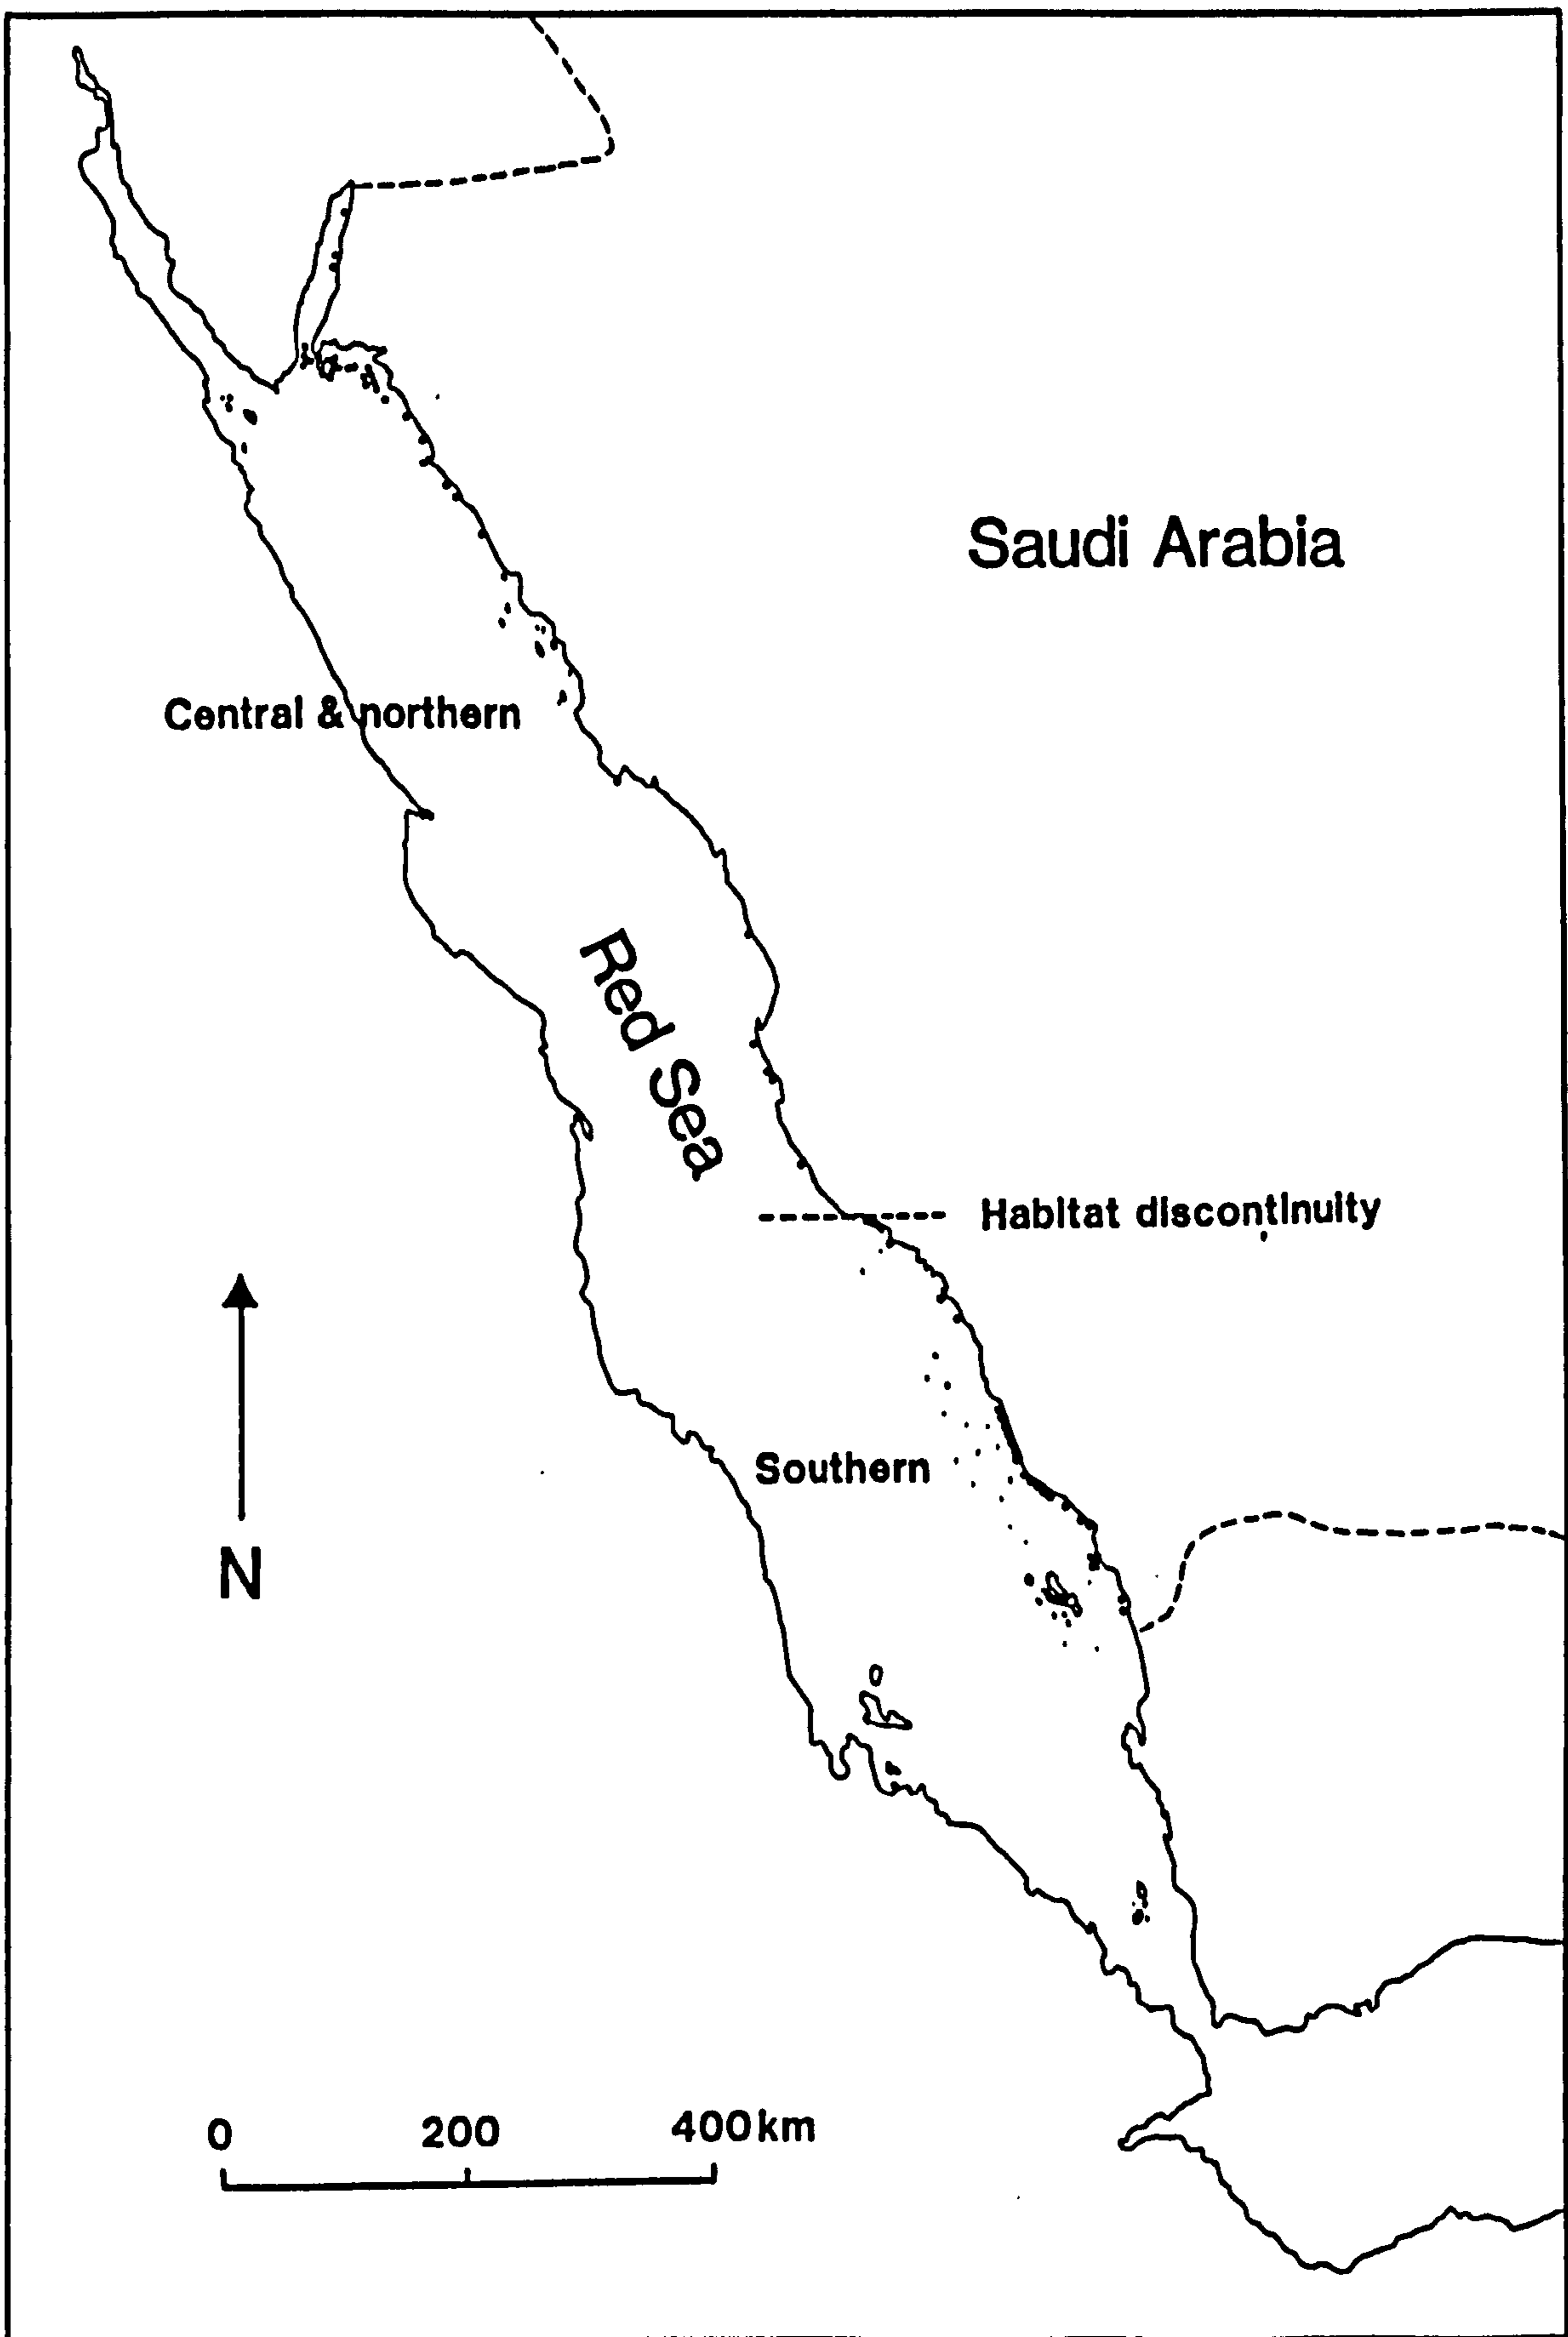 Saudi Arabia
Central & northern
Red Sea
Habitat discontinuity
Southern
N
0 200 400km